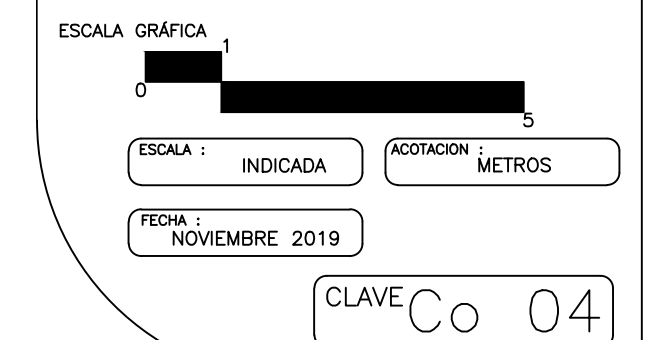 ESCALA GRÁFICA
1
0
5
ESCALA :
INDICADA
ACOTACION :
METROS
FECHA :
NOVIEMBRE 2019
CLAVE Co 04